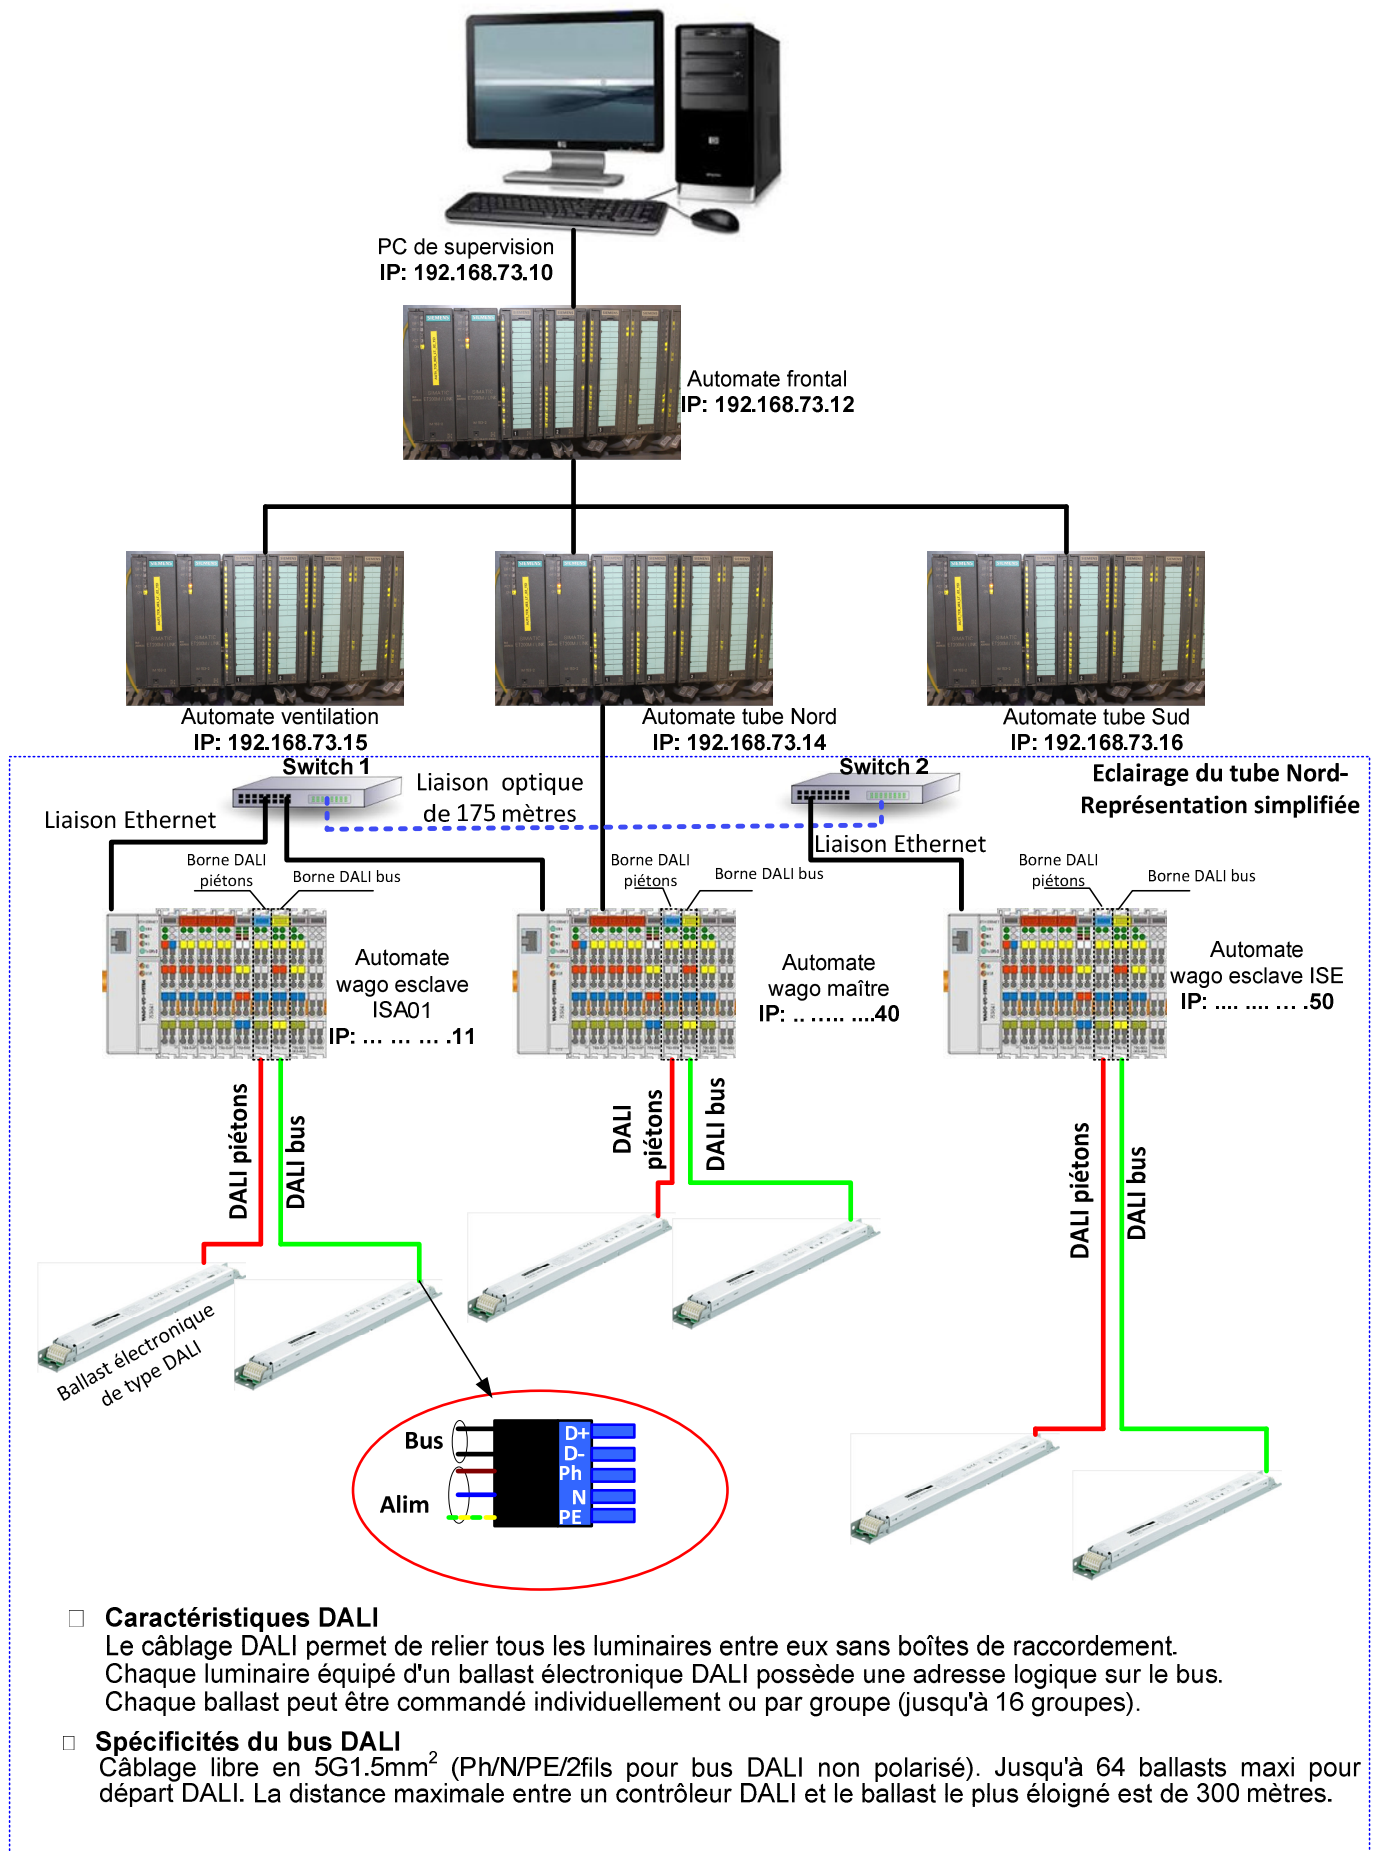 PC de supervision
IP: 192.168.73.10
Automate frontal
IP: 192.168.73.12
Automate ventilation
IP: 192.168.73.15
Automate tube Nord
IP: 192.168.73.14
Automate tube Sud
IP: 192.168.73.16
Eclairage du tube Nord-
Représentation simplifiée
Switch 1
Liaison optique
de 175 mètres
Switch 2
Liaison Ethernet
Liaison Ethernet
Borne DALI
piétons
Borne DALI bus
Borne DALI
piétons
Borne DALI bus
Borne DALI
piétons
Borne DALI bus
Automate
wago esclave
ISA01
IP: ... ... ... .11
Automate
wago maître
IP: .. ..... ....40
Automate
wago esclave ISE
IP: .... .... ... .50
DALI piétons
DALI bus
DALI
piétons
DALI bus
DALI piétons
DALI bus
Ballast électronique
de type DALI
Bus
Alim
D+
D-
Ph
N
PE
Caractéristiques DALI
Le câblage DALI permet de relier tous les luminaires entre eux sans boîtes de raccordement.
Chaque luminaire équipé d'un ballast électronique DALI possède une adresse logique sur le bus.
Chaque ballast peut être commandé individuellement ou par groupe (jusqu'à 16 groupes).
Spécificités du bus DALI
Câblage libre en 5G1.5mm² (Ph/N/PE/2fils pour bus DALI non polarisé). Jusqu'à 64 ballasts maxi pour
départ DALI. La distance maximale entre un contrôleur DALI et le ballast le plus éloigné est de 300 mètres.